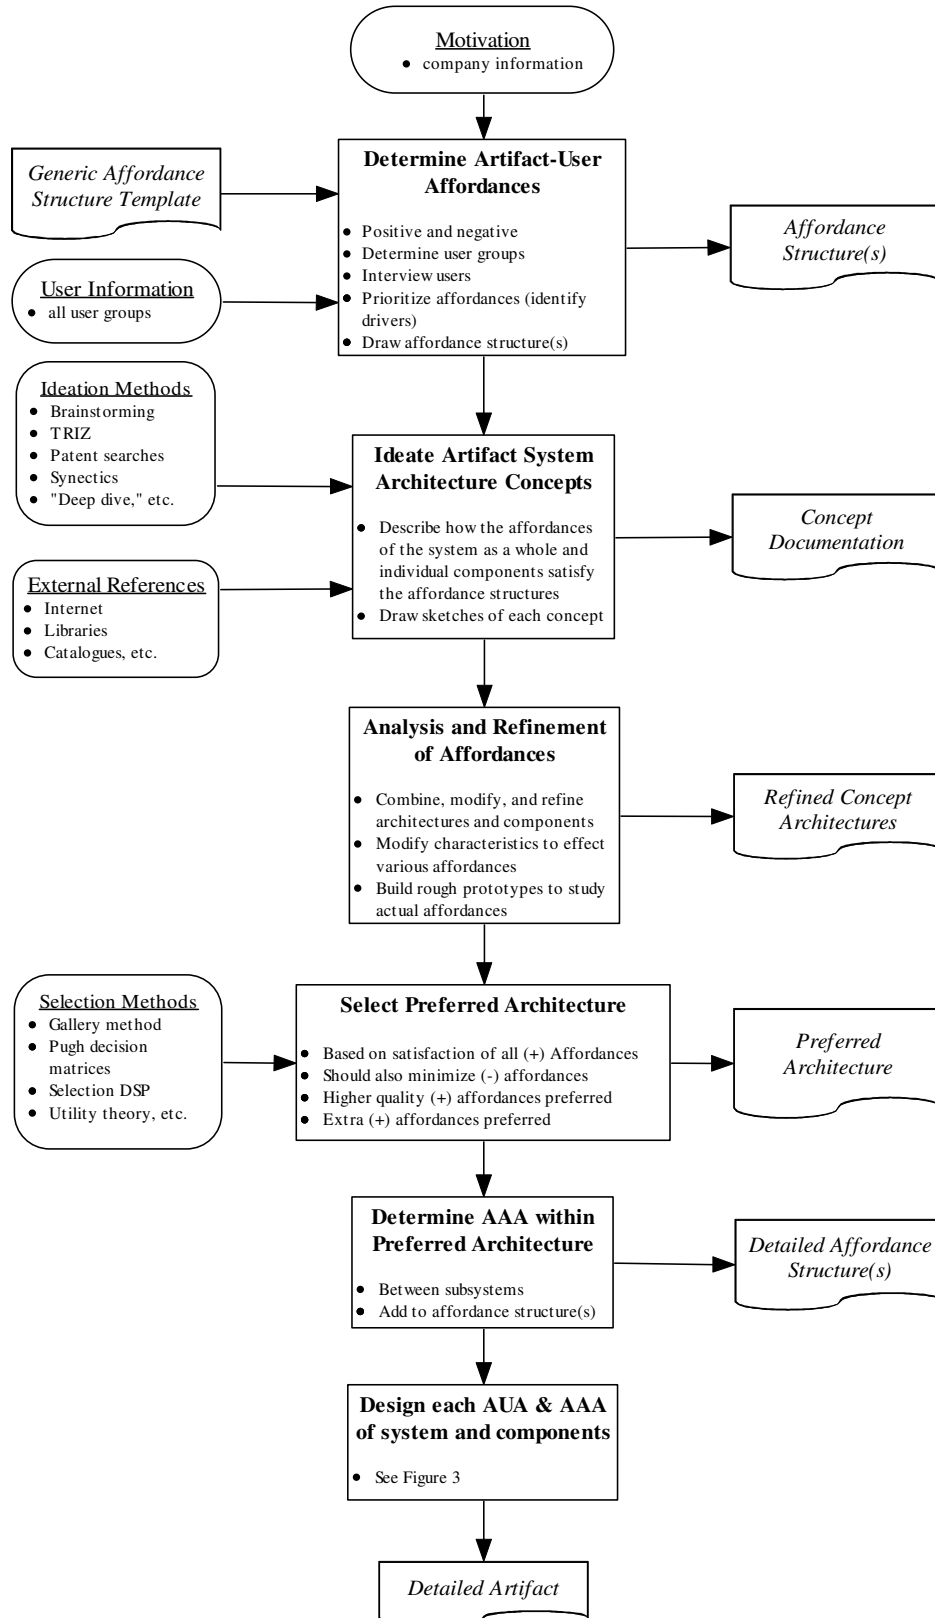 Motivation
• company information
Determine Artifact-User
Affordances
• Positive and negative
• Determine user groups
• Interview users
• Prioritize affordances (identify
drivers)
• Draw affordance structure(s)
Generic Affordance
Structure Template
User Information
• all user groups
Affordance
Structure(s)
Ideation Methods
• Brainstorming
• TRIZ
• Patent searches
• Synectics
• "Deep dive," etc.
External References
• Internet
• Libraries
• Catalogues, etc.
Ideate Artifact System
Architecture Concepts
• Describe how the affordances
of the system as a whole and
individual components satisfy
the affordance structures
• Draw sketches of each concept
Concept
Documentation
Analysis and Refinement
of Affordances
• Combine, modify, and refine
architectures and components
• Modify characteristics to effect
various affordances
• Build rough prototypes to study
actual affordances
Refined Concept
Architectures
Selection Methods
• Gallery method
• Pugh decision
matrices
• Selection DSP
• Utility theory, etc.
Select Preferred Architecture
• Based on satisfaction of all (+) Affordances
• Should also minimize (-) affordances
• Higher quality (+) affordances preferred
• Extra (+) affordances preferred
Preferred
Architecture
Determine AAA within
Preferred Architecture
• Between subsystems
• Add to affordance structure(s)
Detailed Affordance
Structure(s)
Design each AUA & AAA
of system and components
• See Figure 3
Detailed Artifact